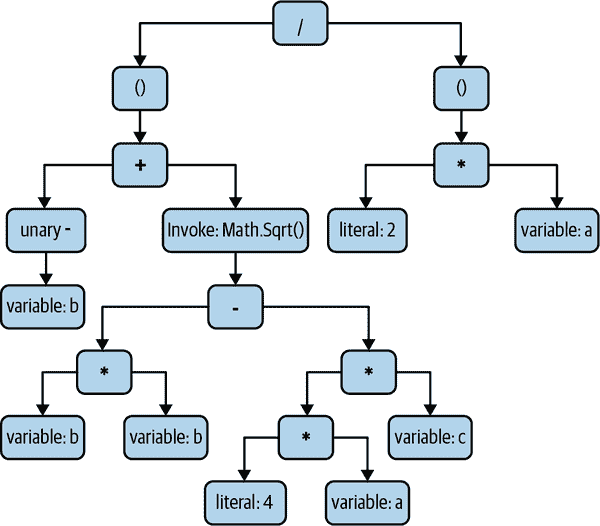 /
() ()
+ *
unary - Invoke: Math.Sqrt() literal: 2 variable: a
variable: b -
* *
variable: b variable: b * variable: c
literal: 4 variable: a